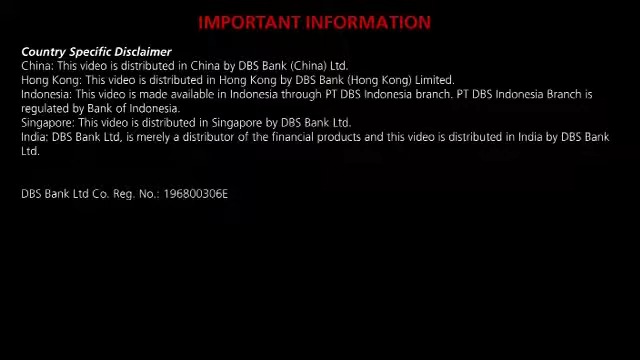 IMPORTANT INFORMATION
Country Specific Disclaimer
China: This video is distributed in China by DBS Bank (China) Ltd.
Hong Kong: This video is distributed in Hong Kong by DBS Bank (Hong Kong) Limited.
Indonesia: This video is made available in Indonesia through PT DBS Indonesia branch. PT DBS Indonesia Branch is
regulated by Bank of Indonesia.
Singapore: This video is distributed in Singapore by DBS Bank Ltd.
India: DBS Bank Ltd, is merely a distributor of the financial products and this video is distributed in India by DBS Bank
Ltd.
DBS Bank Ltd Co. Reg. No.: 196800306E